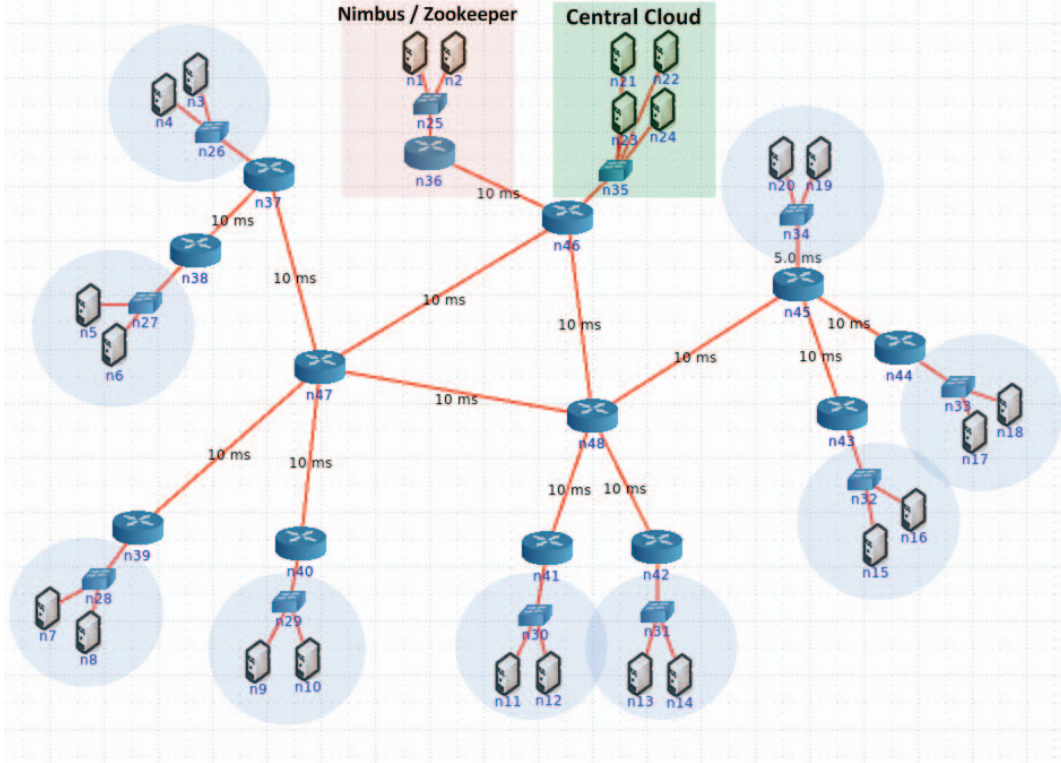 Nimbus / Zookeeper
Central Cloud
n1
n2
n21
n22
n3
n4
n25
n23
n24
n26
n36
n35
n20
n19
n37
10 ms
n34
10 ms
n46
n38
5.0 ms
10 ms
n45
n5
n27
10 ms
10 ms
10 ms
n6
10 ms
10 ms
n44
n47
10 ms
n33
n48
n43
n18
n17
10 ms
10 ms
10 ms
10 ms
n32
n16
n39
n40
n41
n42
n15
n28
n29
n30
n31
n7
n8
n9
n10
n11
n12
n13
n14